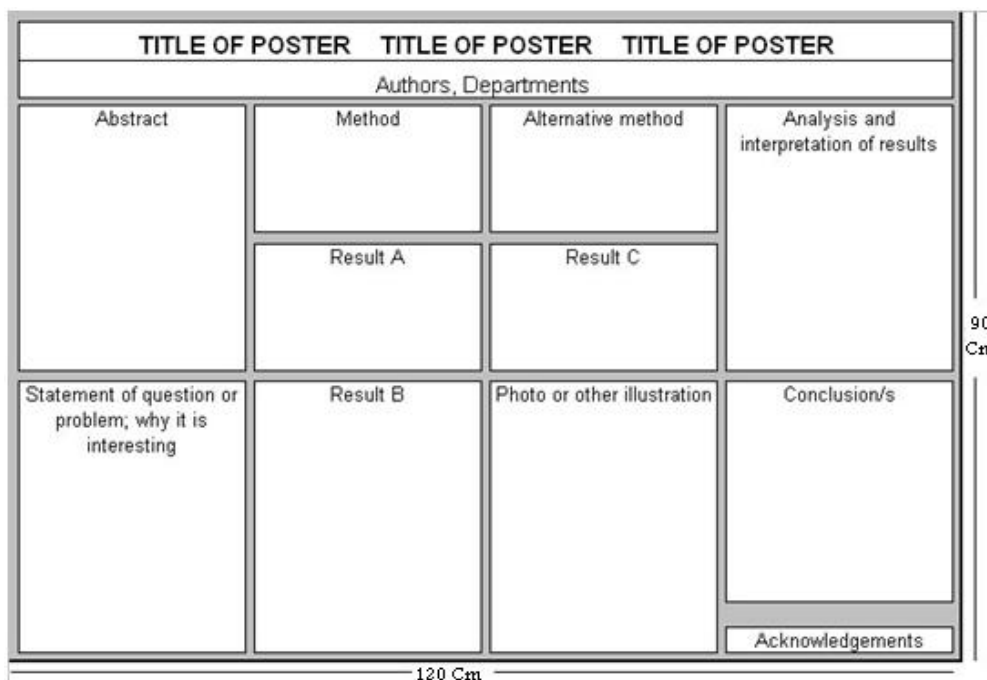 TITLE OF POSTER TITLE OF POSTER TITLE OF POSTER
Authors, Departments
Abstract
Method
Alternative method
Analysis and
interpretation of results
Result A
Result C
Statement of question or
problem; why it is
interesting
Result B
Photo or other illustration
Conclusion/s
Acknowledgements
90
Cm
120 Cm